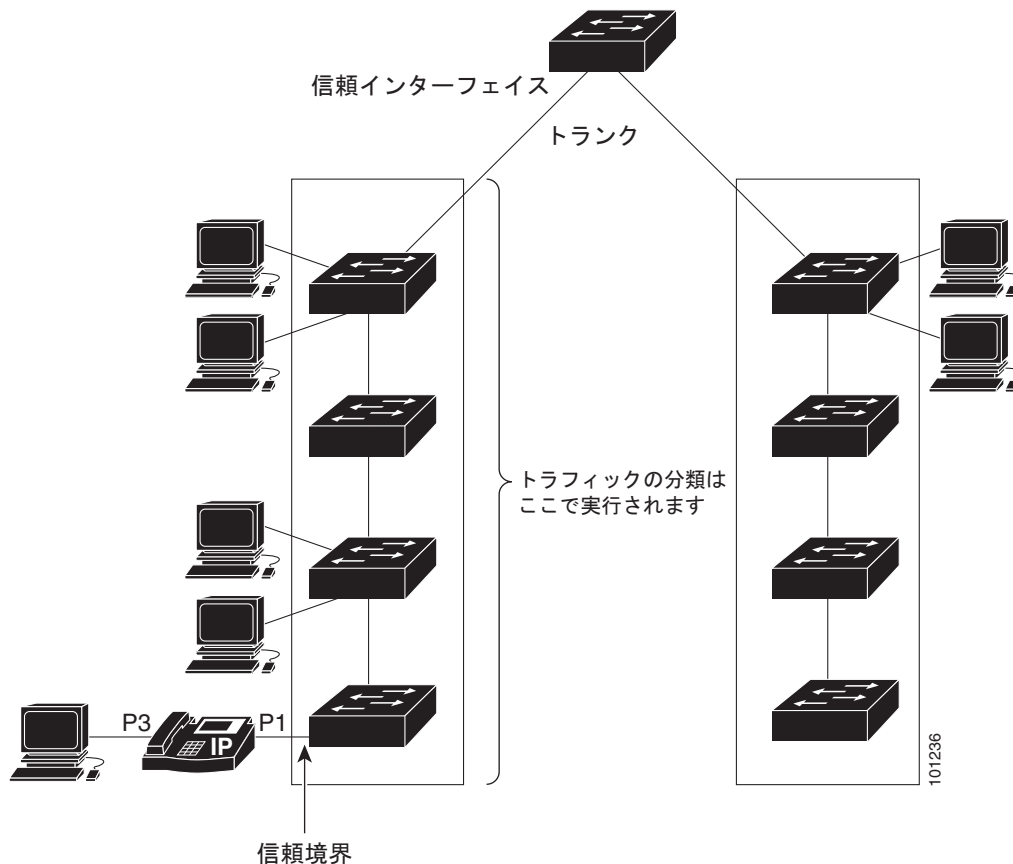 信頼インターフェイス
トランク
トラフィックの分類は
ここで実行されます
P3
IP
P1
101236
信頼境界